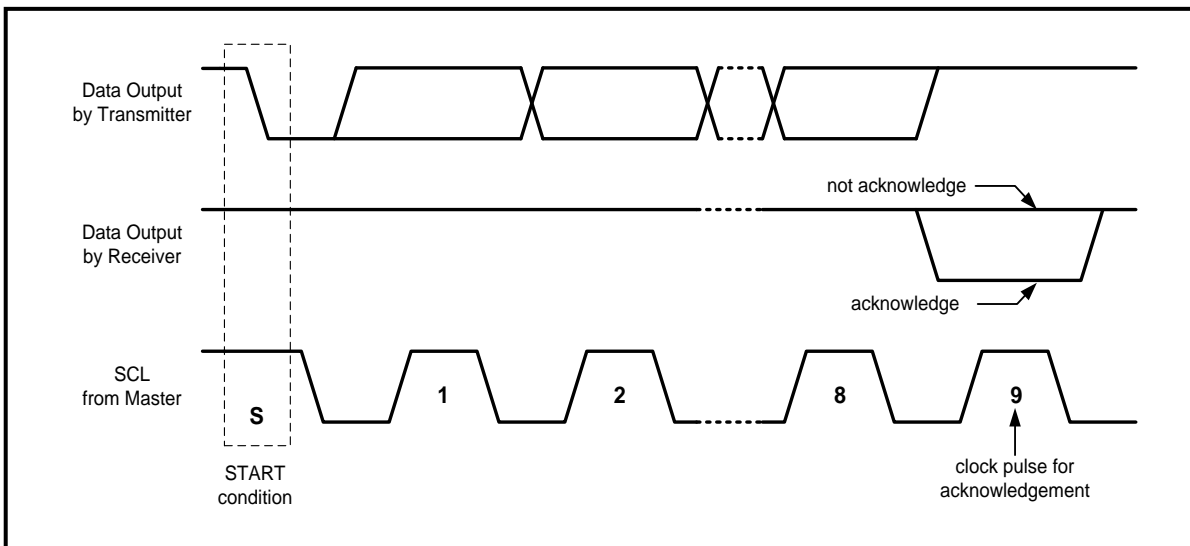 Data Output
by Transmitter
not acknowledge
Data Output
by Receiver
acknowledge
SCL
from Master
S
1
2
8
9
START
condition
clock pulse for
acknowledgement